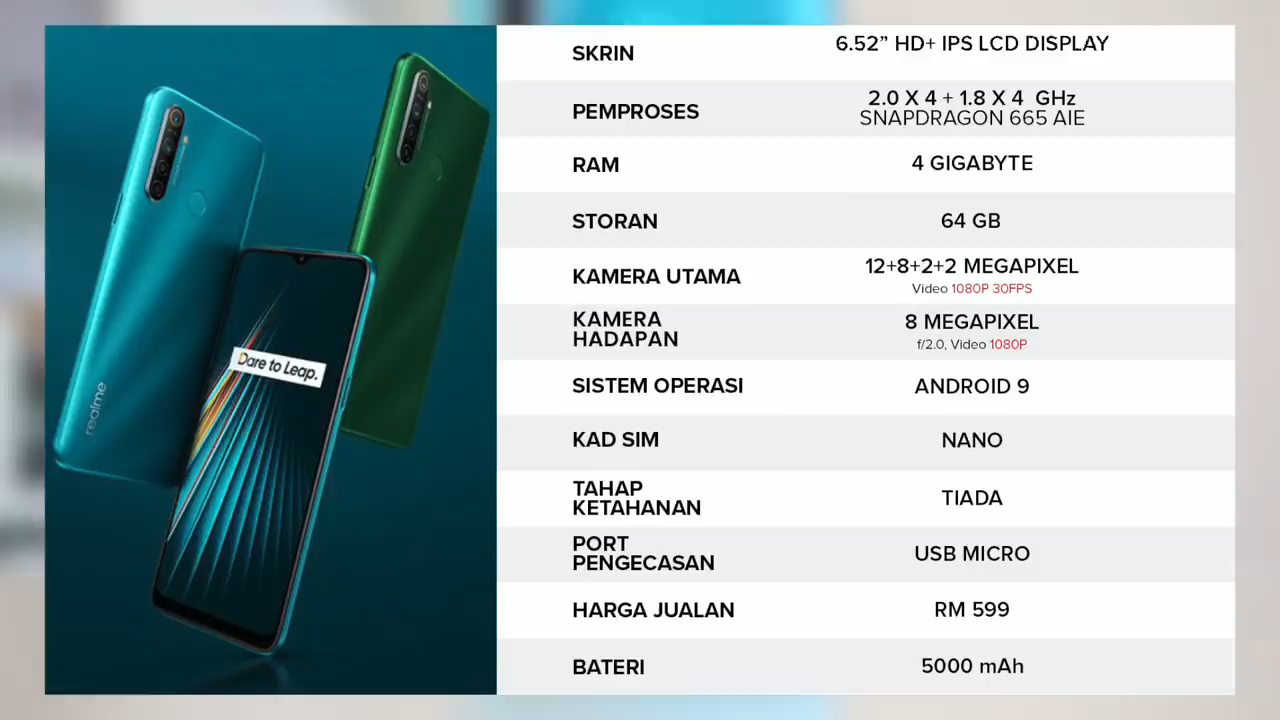 realme
Dare to Leap.
SKRIN
6.52” HD+ IPS LCD DISPLAY
PEMPROSES
2.0 X 4 + 1.8 X 4 GHz
SNAPDRAGON 665 AIE
RAM
4 GIGABYTE
STORAN
64 GB
KAMERA UTAMA
12+8+2+2 MEGAPIXEL
Video 1080P 30FPS
KAMERA
HADAPAN
8 MEGAPIXEL
f/2.0, Video 1080P
SISTEM OPERASI
ANDROID 9
KAD SIM
NANO
TAHAP
KETAHANAN
TIADA
PORT
PENGECASAN
USB MICRO
HARGA JUALAN
RM 599
BATERI
5000 mAh